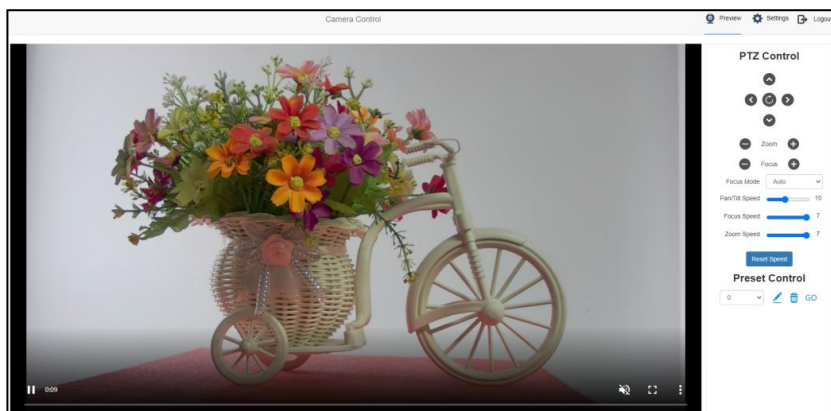 Camera Control
Preview
Settings
Logout
PTZ Control
Zoom
Focus
Focus Mode Auto
Pan/Tilt Speed 10
Focus Speed 7
Zoom Speed 7
Reset Speed
Preset Control
0 GO
0:09